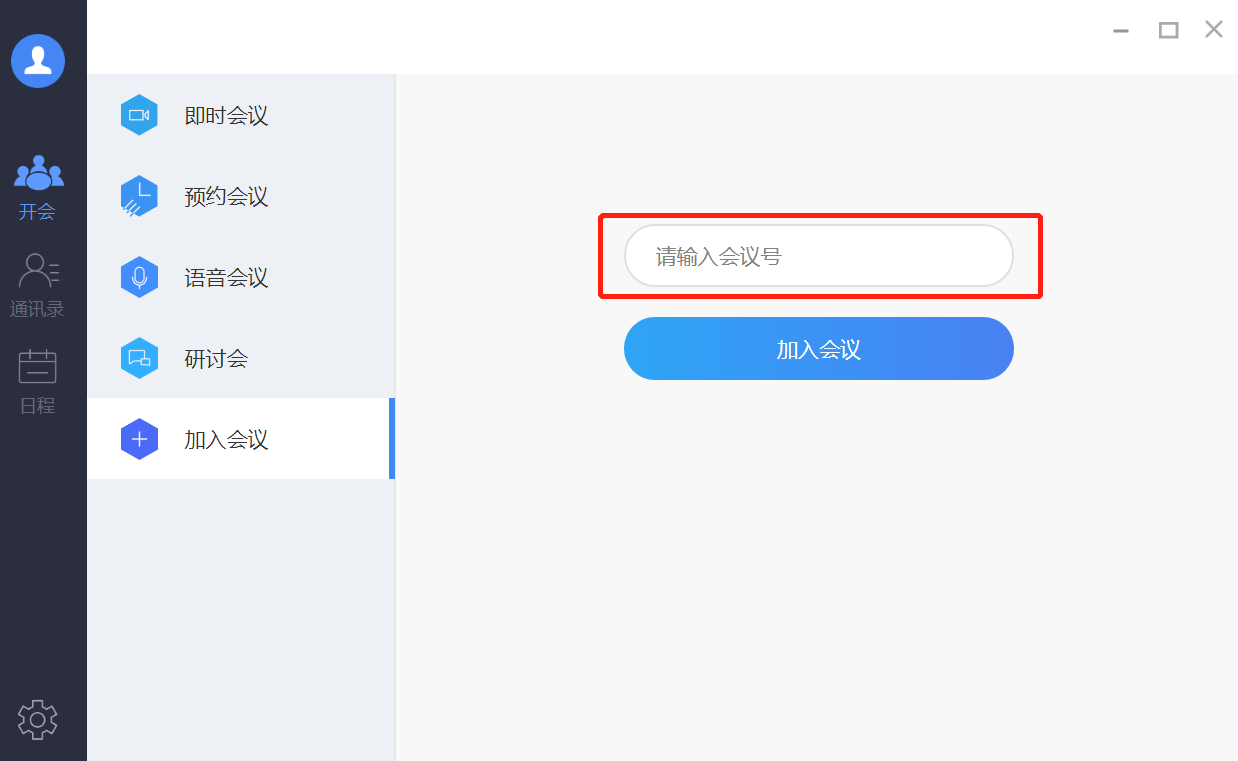 开会
通讯录
日程
即时会议
预约会议
语音会议
研讨会
加入会议
请输入会议号
加入会议